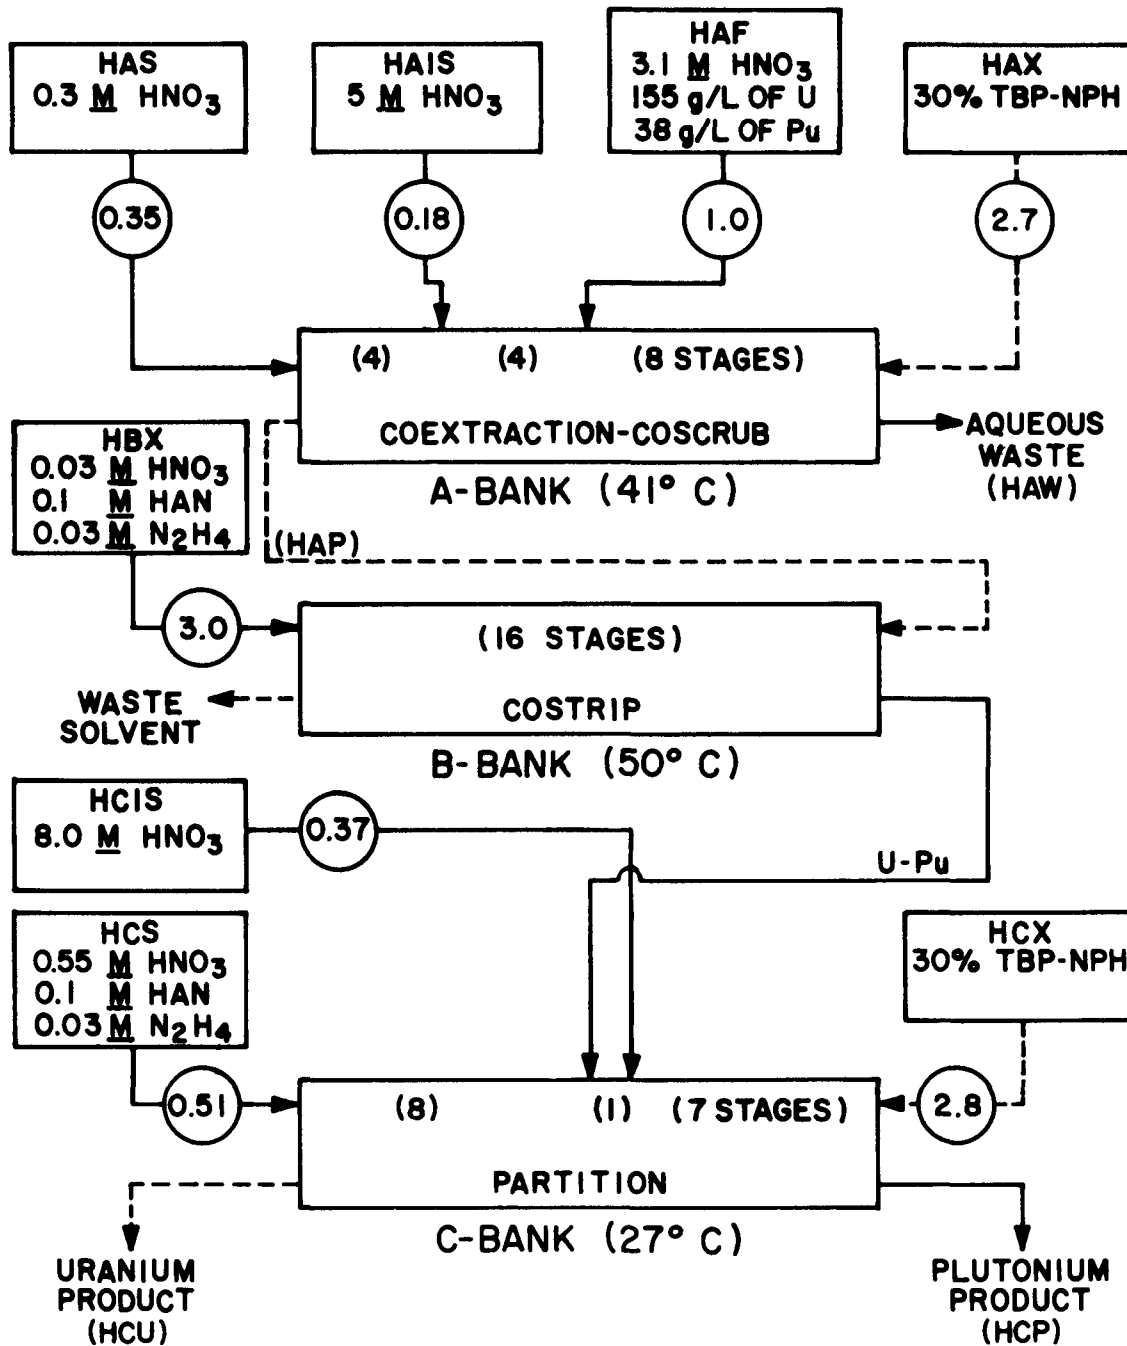 HAS
0.3 M HNO3
HAIS
5 M HNO3
HAF
3.1 M HNO3
155 g/L OF U
38 g/L OF Pu
HAX
30% TBP-NPH
0.35
0.18
1.0
2.7
(4) (4) (8 STAGES)
COEXTRACTION-COSCRUB
A-BANK (41° C)
AQUEOUS
WASTE
(HAW)
HBX
0.03 M HNO3
0.1 M HAN
0.03 M N2H4
(HAP)
3.0
(16 STAGES)
COSTRIP
B-BANK (50° C)
WASTE
SOLVENT
HCIS
8.0 M HNO3
0.37
U-Pu
HCS
0.55 M HNO3
0.1 M HAN
0.03 M N2H4
HCX
30% TBP-NPH
0.51
2.8
(8) (1) (7 STAGES)
PARTITION
C-BANK (27° C)
URANIUM
PRODUCT
(HCU)
PLUTONIUM
PRODUCT
(HCP)